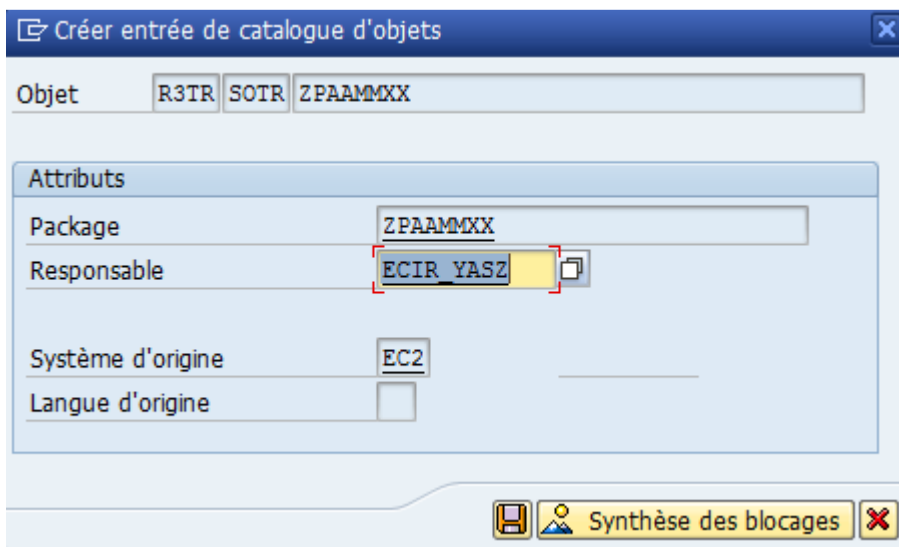 Créer entrée de catalogue d'objets
Objet R3TR SOTR ZPAAMMXX
Attributs
Package ZPAAMMXX
Responsable ECIR_YASZ
Système d'origine EC2
Langue d'origine
Synthèse des blocages